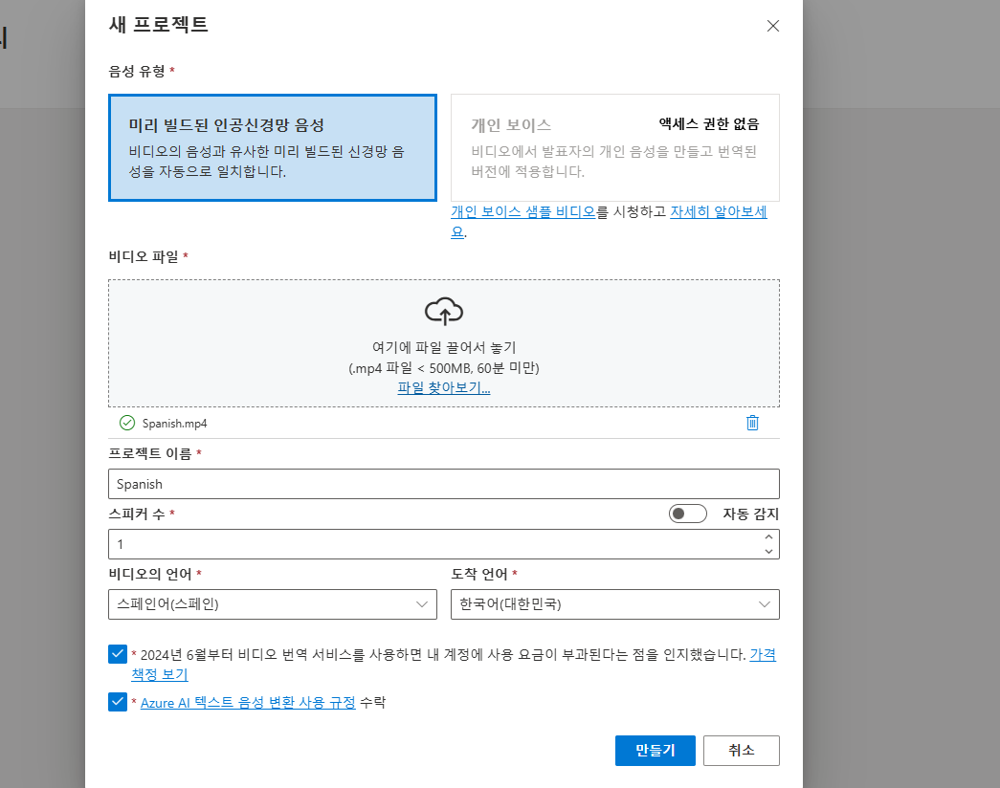 새 프로젝트
음성 유형 *
미리 빌드된 인공신경망 음성
비디오의 음성과 유사한 미리 빌드된 신경망 음
성을 자동으로 일치합니다.
개인 보이스
액세스 권한 없음
비디오에서 발표자의 개인 음성을 만들고 번역된
버전에 적용합니다.
개인 보이스 샘플 비디오를 시청하고 자세히 알아보세
요.
비디오 파일 *
여기에 파일 끌어서 놓기
(.mp4 파일 < 500MB, 60분 미만)
파일 찾아보기...
Spanish.mp4
프로젝트 이름 *
Spanish
스피커 수 *
자동 감지
1
비디오의 언어 *
도착 언어 *
스페인어(스페인)
한국어(대한민국)
* 2024년 6월부터 비디오 번역 서비스를 사용하면 내 계정에 사용 요금이 부과된다는 점을 인지했습니다. 가격
책정 보기
* Azure AI 텍스트 음성 변환 사용 규정 수락
만들기
취소